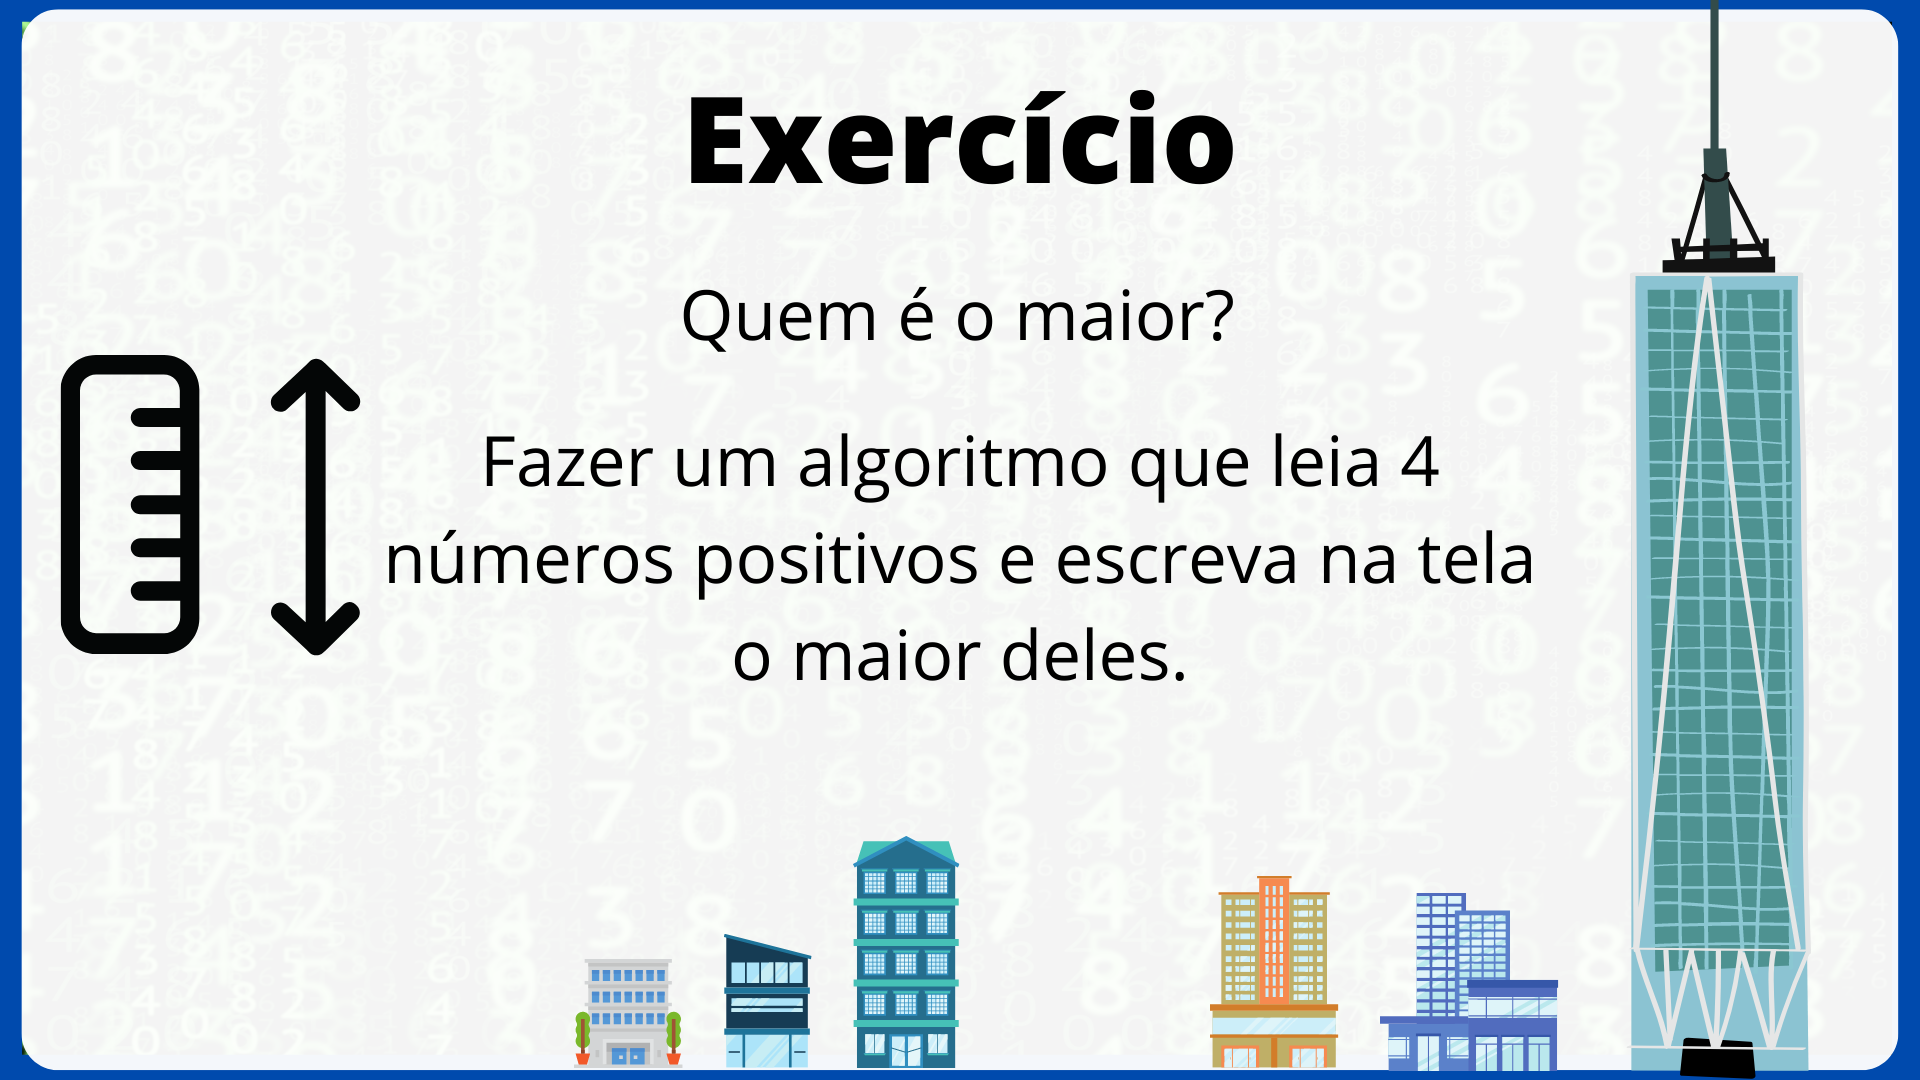 Exercício
Quem é o maior?
Fazer um algoritmo que leia 4
números positivos e escreva na tela
o maior deles.